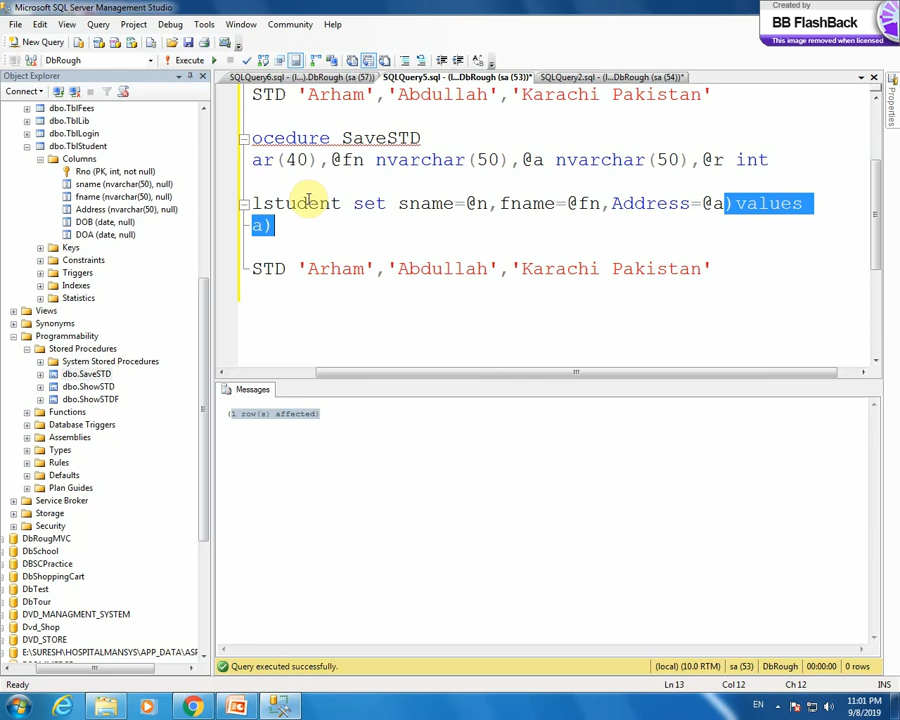 Microsoft SQL Server Management Studio
Created by
BB FlashBack
"This image removed when licensed"
File Edit View Query Project Debug Tools Window Community Help
New Query
DbRough
Execute
Object Explorer
SQLQuery6.sql - (l...).DbRough (sa (57))* SQLQuery5.sql - (l...DbRough (sa (53))* SQLQuery2.sql - (l...DbRough (sa (54))*
Connect
Properties
dbo.TblFees
dbo.TblLib
dbo.TblLogin
dbo.TblStudent
Columns
Rno (PK, int, not null)
sname (nvarchar(50), null)
fname (nvarchar(50), null)
Address (nvarchar(50), null)
DOB (date, null)
DOA (date, null)
Keys
Constraints
Triggers
Indexes
Statistics
Views
Synonyms
Programmability
Stored Procedures
System Stored Procedures
dbo.SaveSTD
dbo.ShowSTD
dbo.ShowSTDF
Functions
Database Triggers
Assemblies
Types
Rules
Defaults
Plan Guides
Service Broker
Storage
Security
DbRougMVC
DbSchool
DBSCPractice
DbShoppingCart
DbTest
DbTour
DVD_MANAGMENT_SYSTEM
Dvd_Shop
DVD_STORE
E:\SURESH\HOSPITALMANSYS\APP_DATA\ASP
STD 'Arham','Abdullah','Karachi Pakistan'
ocedure SaveSTD
ar(40),@fn nvarchar(50),@a nvarchar(50),@r int
lstudent set sname=@n,fname=@fn,Address=@a)values
a)
STD 'Arham','Abdullah','Karachi Pakistan'
Messages
(1 row(s) affected)
Query executed successfully.
(local) (10.0 RTM) sa (53) DbRough 00:00:00 0 rows
Ready
Ln 13 Col 12 Ch 12 INS
EN
11:01 PM
9/8/2019